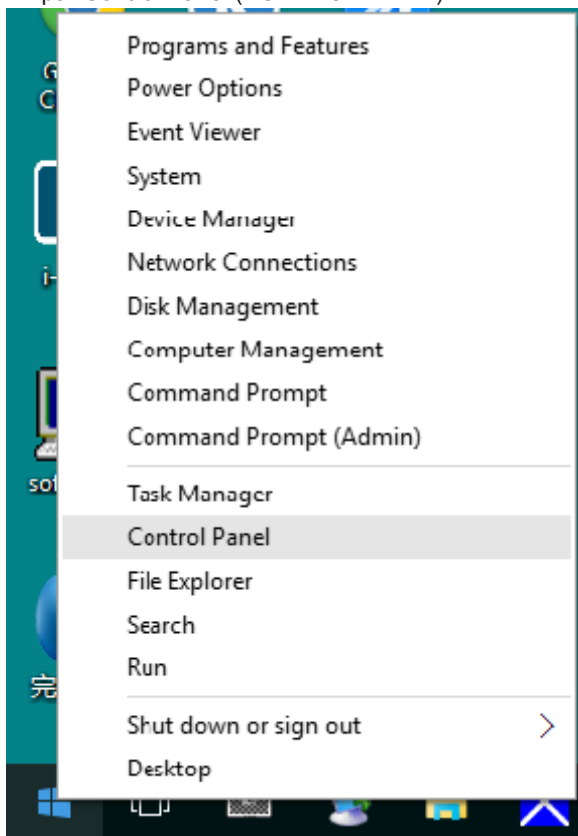 Programs and Features
Power Options
Event Viewer
System
Device Manager
Network Connections
Disk Management
Computer Management
Command Prompt
Command Prompt (Admin)
Task Manager
Control Panel
File Explorer
Search
Run
Shut down or sign out
Desktop